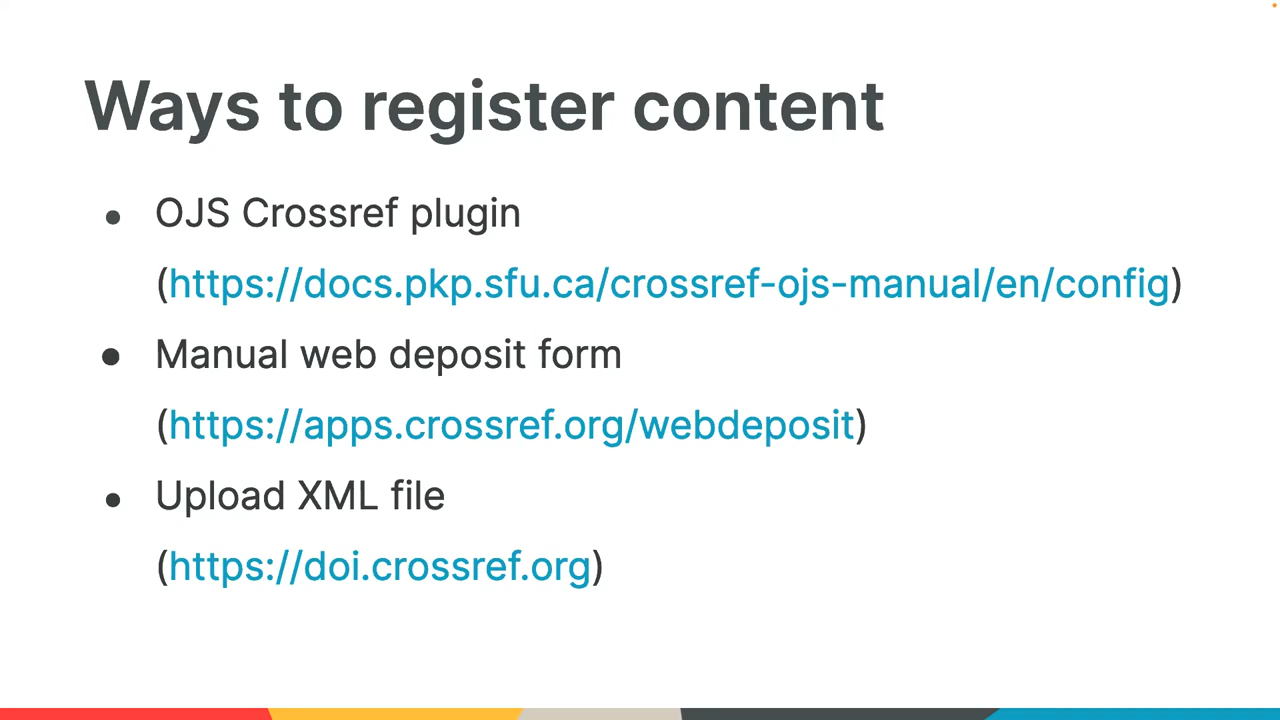 Ways to register content
● OJS Crossref plugin
(https://docs.pkp.sfu.ca/crossref-ojs-manual/en/config)
● Manual web deposit form
(https://apps.crossref.org/webdeposit)
● Upload XML file
(https://doi.crossref.org)